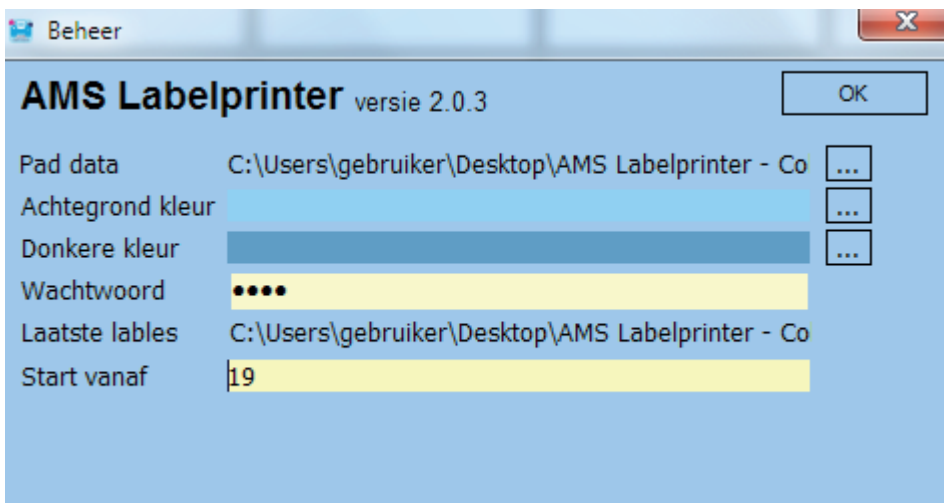 Beheer
AMS Labelprinter versie 2.0.3
OK
Pad data C:\Users\gebruiker\Desktop\AMS Labelprinter - Co ...
Achtegrond kleur ...
Donkere kleur ...
Wachtwoord ●●●●
Laatste lables C:\Users\gebruiker\Desktop\AMS Labelprinter - Co
Start vanaf 19